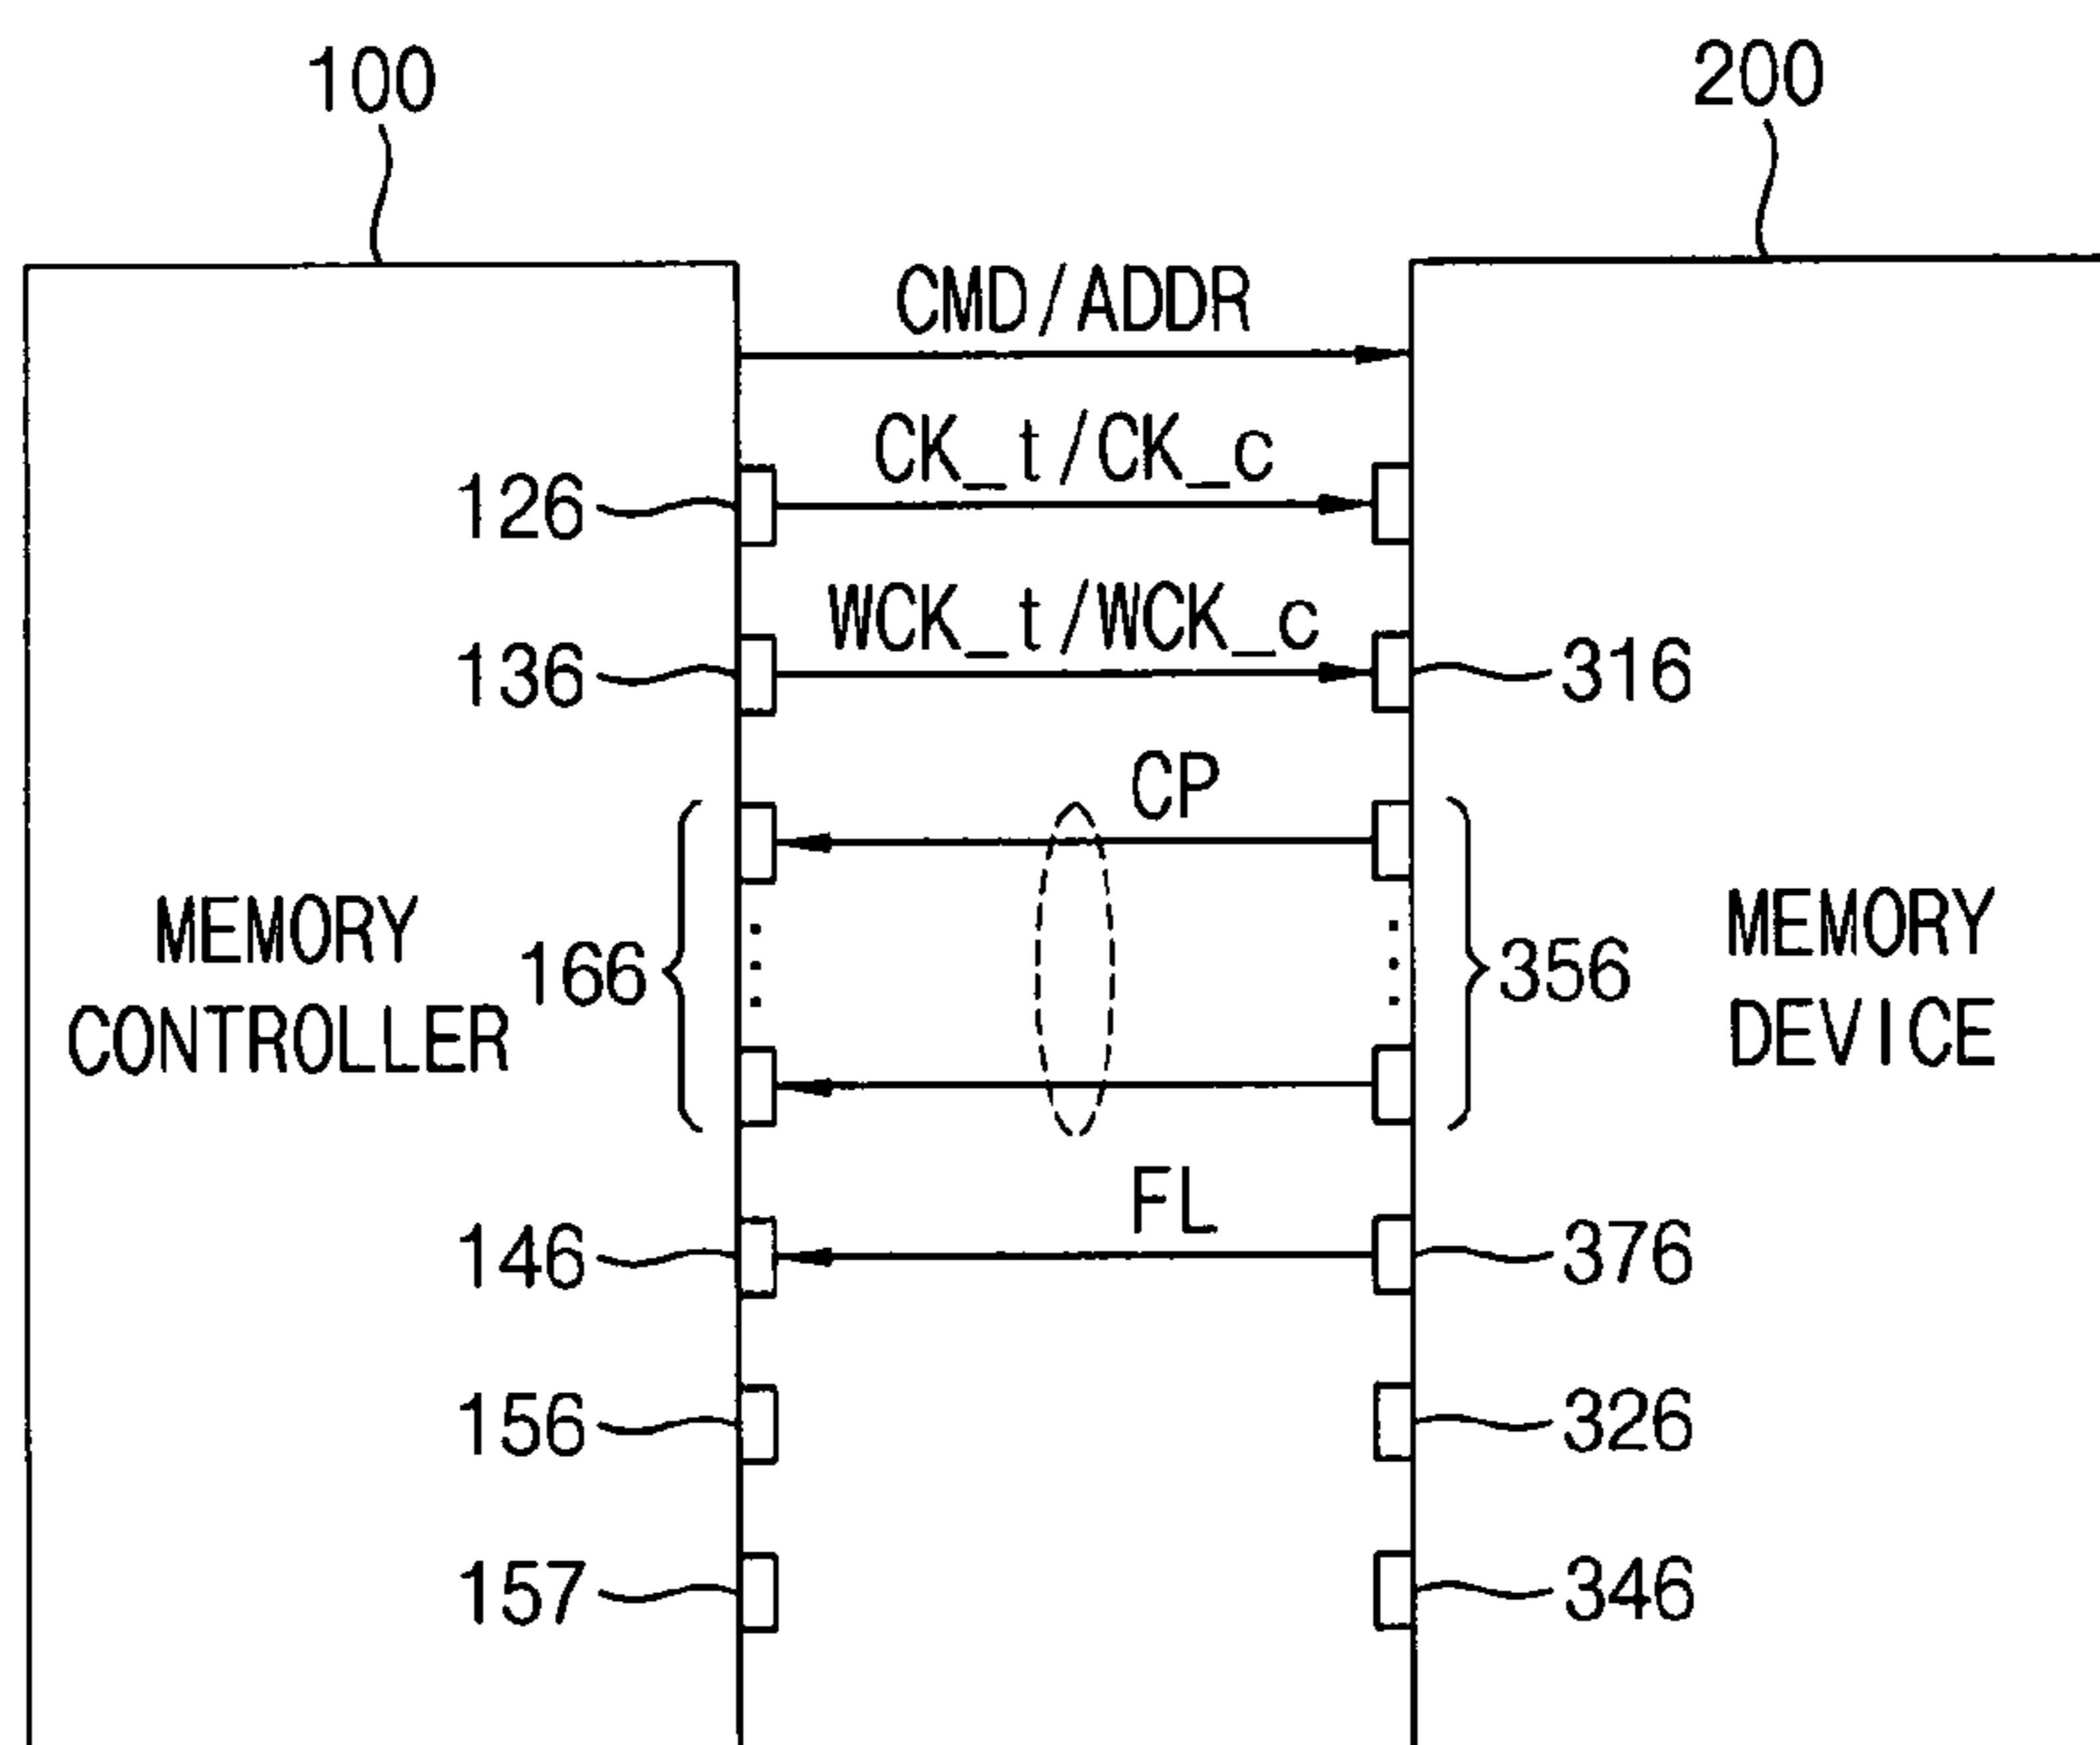 100
200
CMD/ADDR
CK_t/CK_c
126
WCK_t/WCK_c
136
316
CP
MEMORY
CONTROLLER
166
356
MEMORY
DEVICE
FL
146
376
156
326
157
346